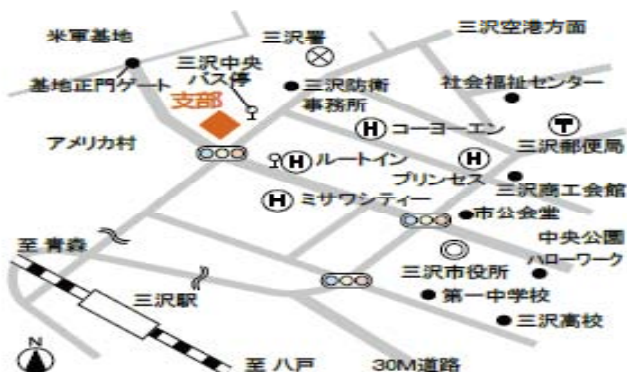 米軍基地
三沢署
三沢空港方面
基地正門ゲート
三沢中央
バス停
三沢防衛
事務所
社会福祉センター
支部
H コーヨーエン
三沢郵便局
アメリカ村
H ルートイン
H
プリンセス
三沢商工会館
H ミサワシティー
市公会堂
中央公園
至 青森
三沢市役所
ハローワーク
三沢駅
第一中学校
三沢高校
N
至 八戸
30M道路